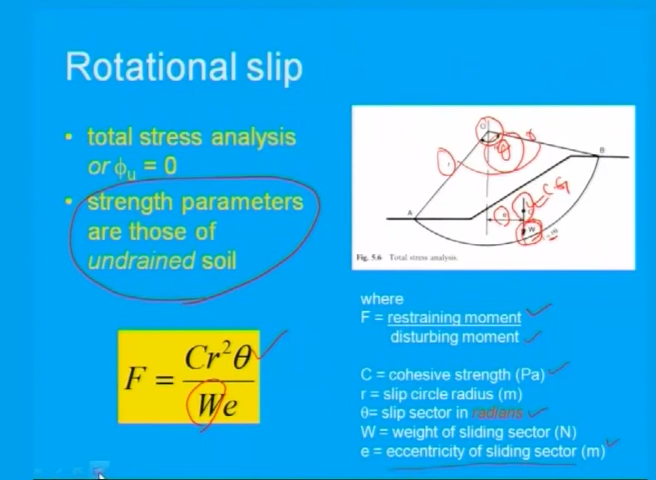 Rotational slip
• total stress analysis
or ϕu = 0
• strength parameters
are those of
undrained soil
F = Cr²θ
We
O
r
θ
B
A
e
W
C.G
m
Fig. 5.6 Total stress analysis.
where
F = restraining moment
disturbing moment
C = cohesive strength (Pa)
r = slip circle radius (m)
θ= slip sector in radians
W = weight of sliding sector (N)
e = eccentricity of sliding sector (m)